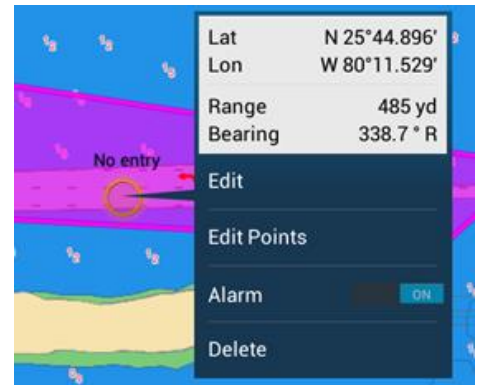 Lat N 25°44.896'
Lon W 80°11.529'
Range 485 yd
Bearing 338.7 ° R
No entry
Edit
Edit Points
Alarm ON
Delete